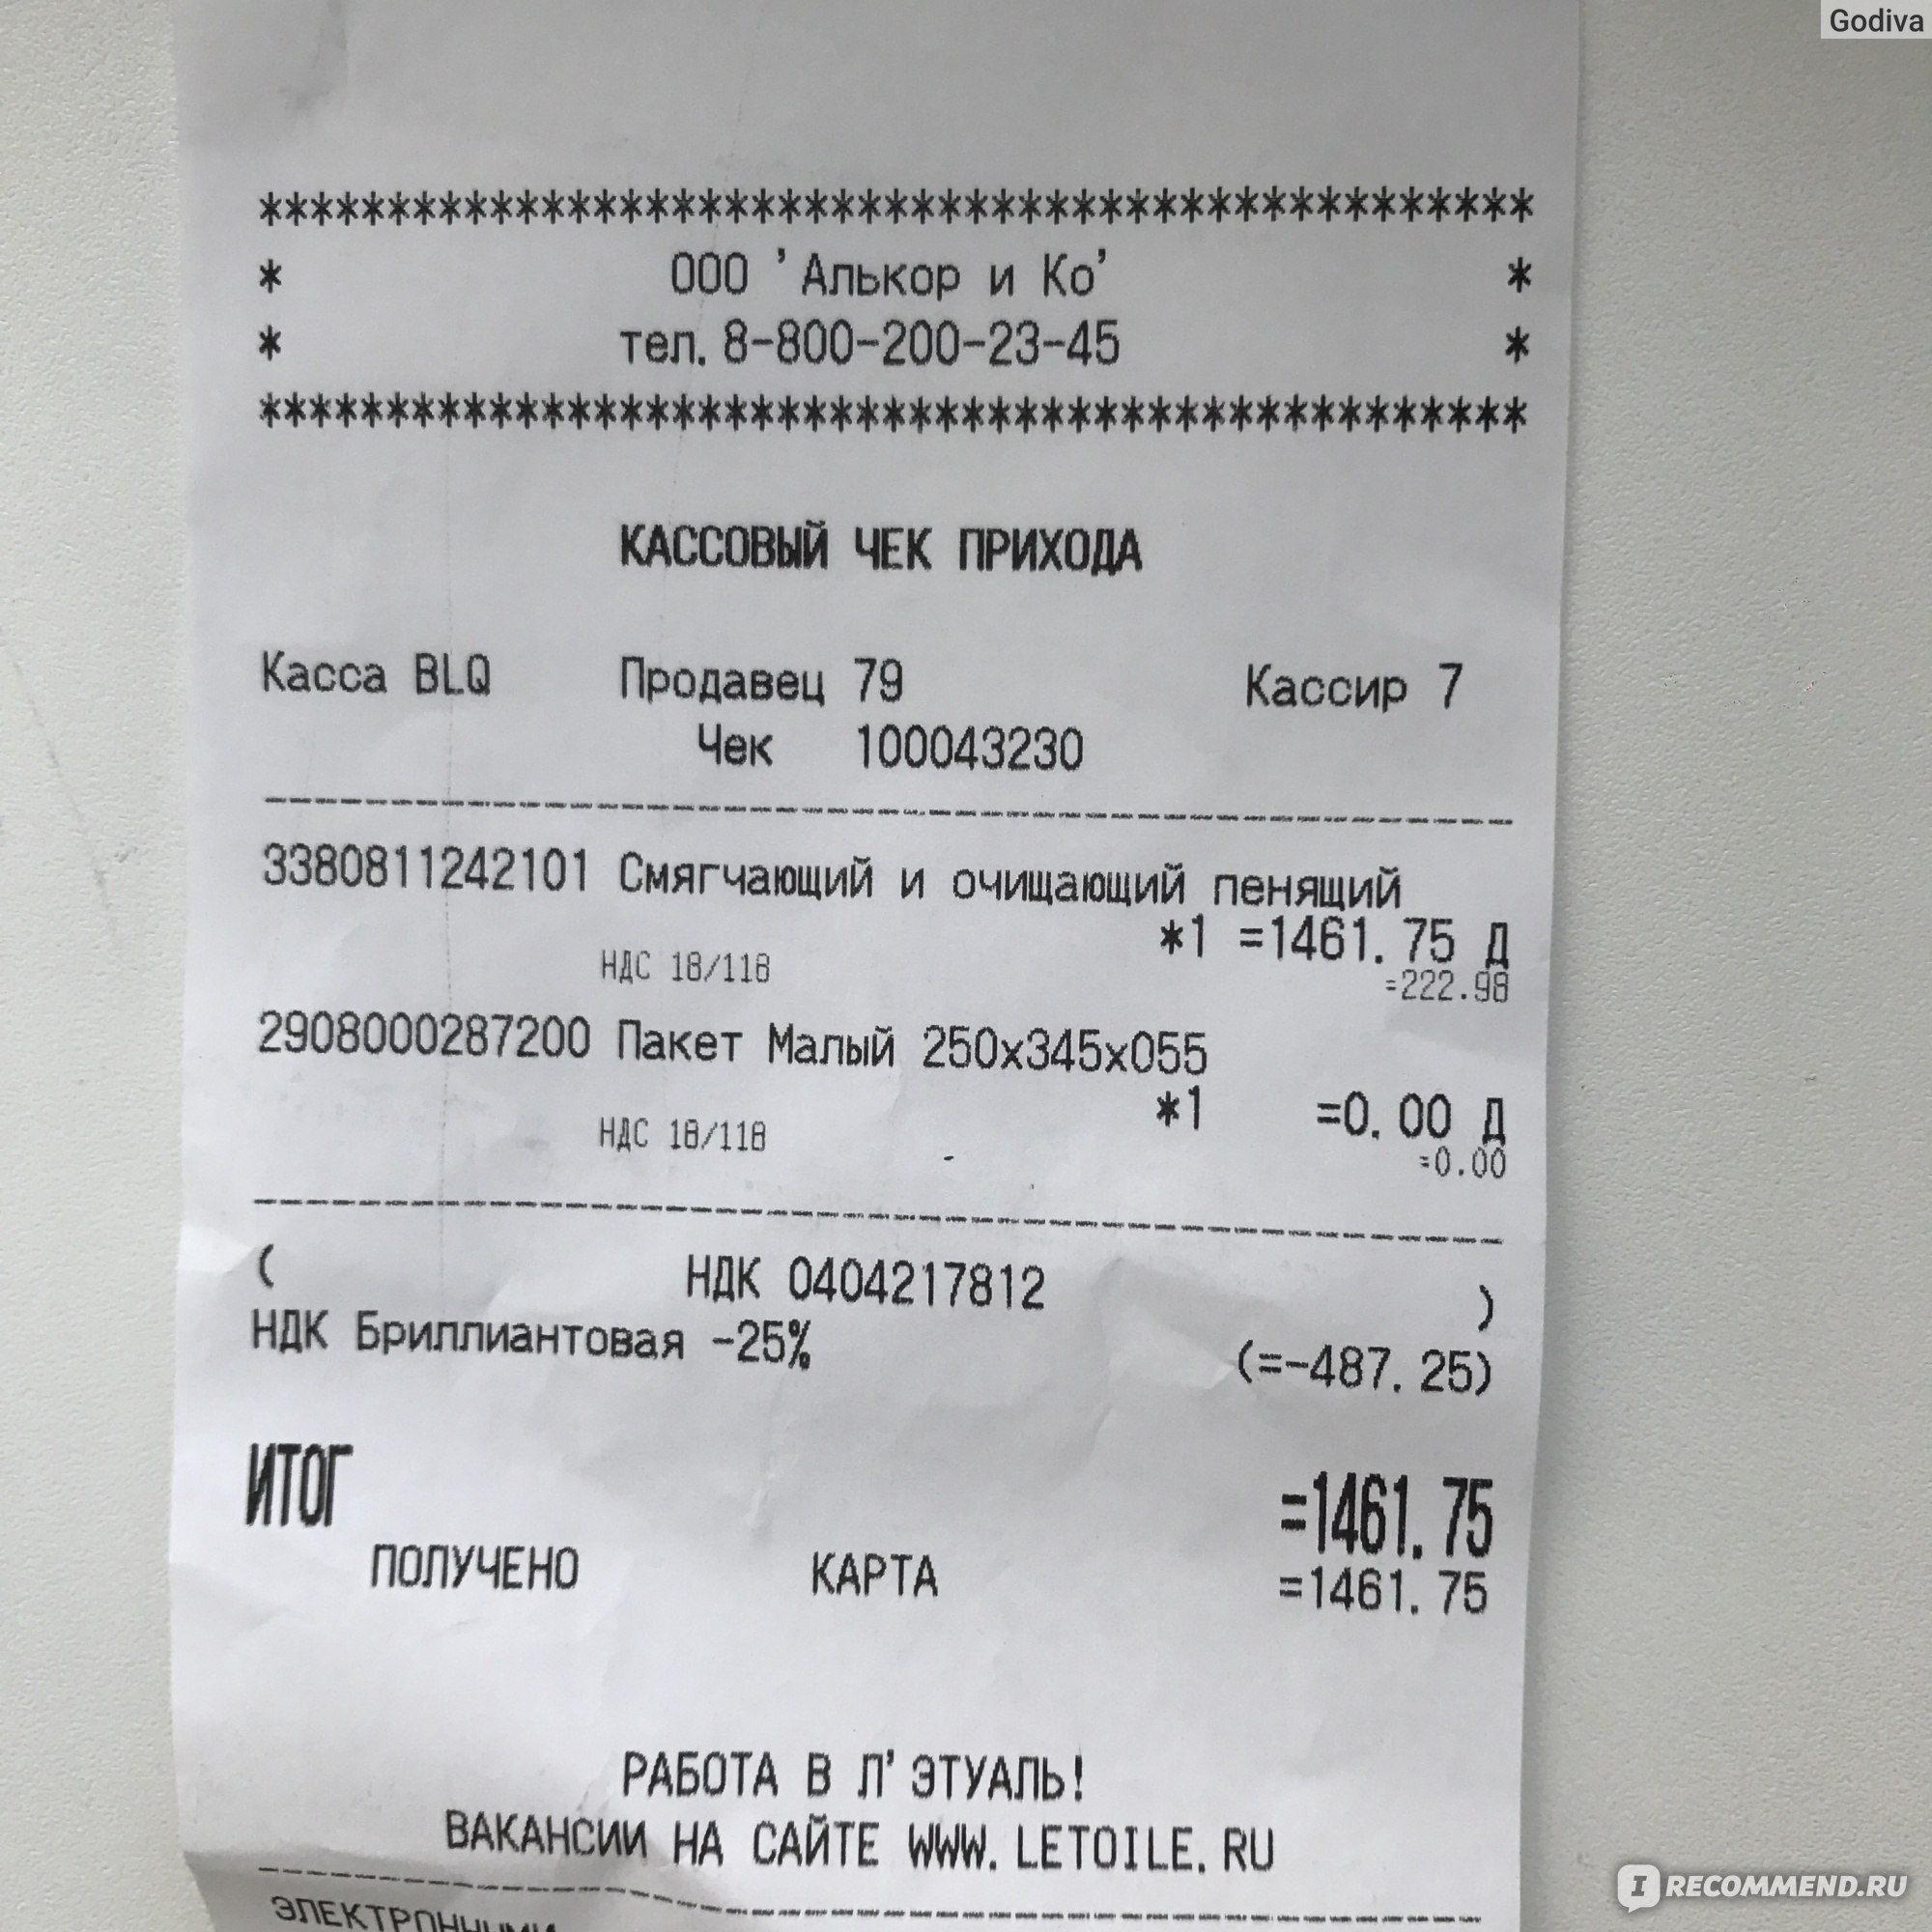 Godiva
************************************************
* ООО 'Алькор и Ко' *
* тел. 8-800-200-23-45 *
************************************************
КАССОВЫЙ ЧЕК ПРИХОДА
Касса BLQ Продавец 79 Кассир 7
Чек 100043230
3380811242101 Смягчающий и очищающий пенящий
*1 =1461.75 Д
НДС 18/118 =222.98
2908000287200 Пакет Малый 250х345х055
*1 =0.00 Д
НДС 18/118 =0.00
( НДК 0404217812 )
НДК Бриллиантовая -25% (=-487.25)
ИТОГ =1461.75
ПОЛУЧЕНО КАРТА =1461.75
РАБОТА В Л'ЭТУАЛЬ!
ВАКАНСИИ НА САЙТЕ WWW.LETOILE.RU
ЭЛЕКТРОННЫМИ
IRECOMMEND.RU